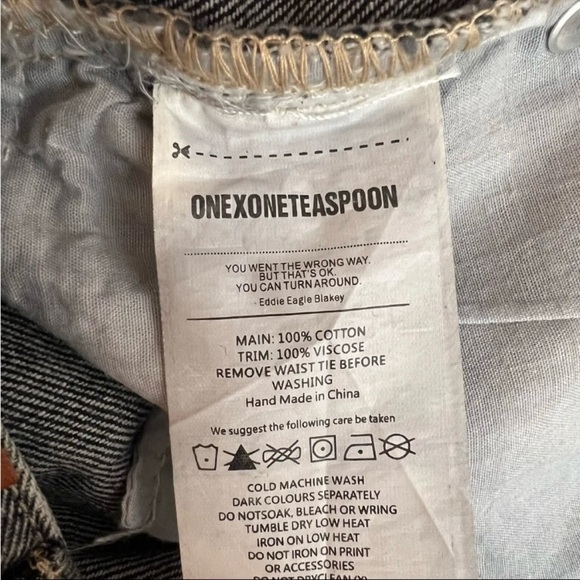 ONEXONETEASPOON
YOU WENT THE WRONG WAY.
BUT THAT'S OK.
YOU CAN TURN AROUND.
- Eddie Eagle Blakey
MAIN: 100% COTTON
TRIM: 100% VISCOSE
REMOVE WAIST TIE BEFORE
WASHING
Hand Made in China
We suggest the following care be taken
COLD MACHINE WASH
DARK COLOURS SEPARATELY
DO NOTSOAK, BLEACH OR WRING
TUMBLE DRY LOW HEAT
IRON ON LOW HEAT
DO NOT IRON ON PRINT
OR ACCESSORIES
DO NOT DRYCLEAN (X)